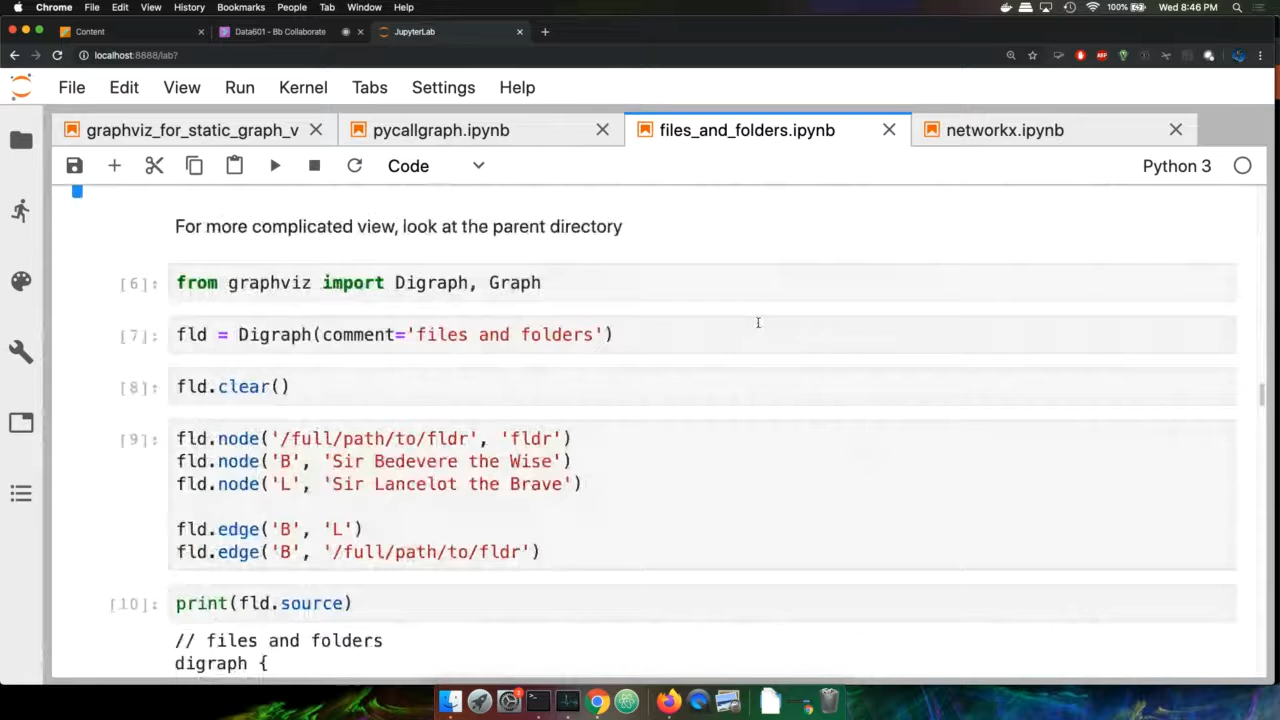 Chrome File Edit View History Bookmarks People Tab Window Help 100% Wed 8:46 PM
Content Data601 - Bb Collaborate JupyterLab
localhost:8888/lab?
File Edit View Run Kernel Tabs Settings Help
graphviz_for_static_graph_v pycallgraph.ipynb files_and_folders.ipynb networkx.ipynb
Code Python 3
For more complicated view, look at the parent directory
[6]: from graphviz import Digraph, Graph
[7]: fld = Digraph(comment='files and folders')
[8]: fld.clear()
[9]: fld.node('/full/path/to/fldr', 'fldr')
fld.node('B', 'Sir Bedevere the Wise')
fld.node('L', 'Sir Lancelot the Brave')
fld.edge('B', 'L')
fld.edge('B', '/full/path/to/fldr')
[10]: print(fld.source)
// files and folders
digraph {